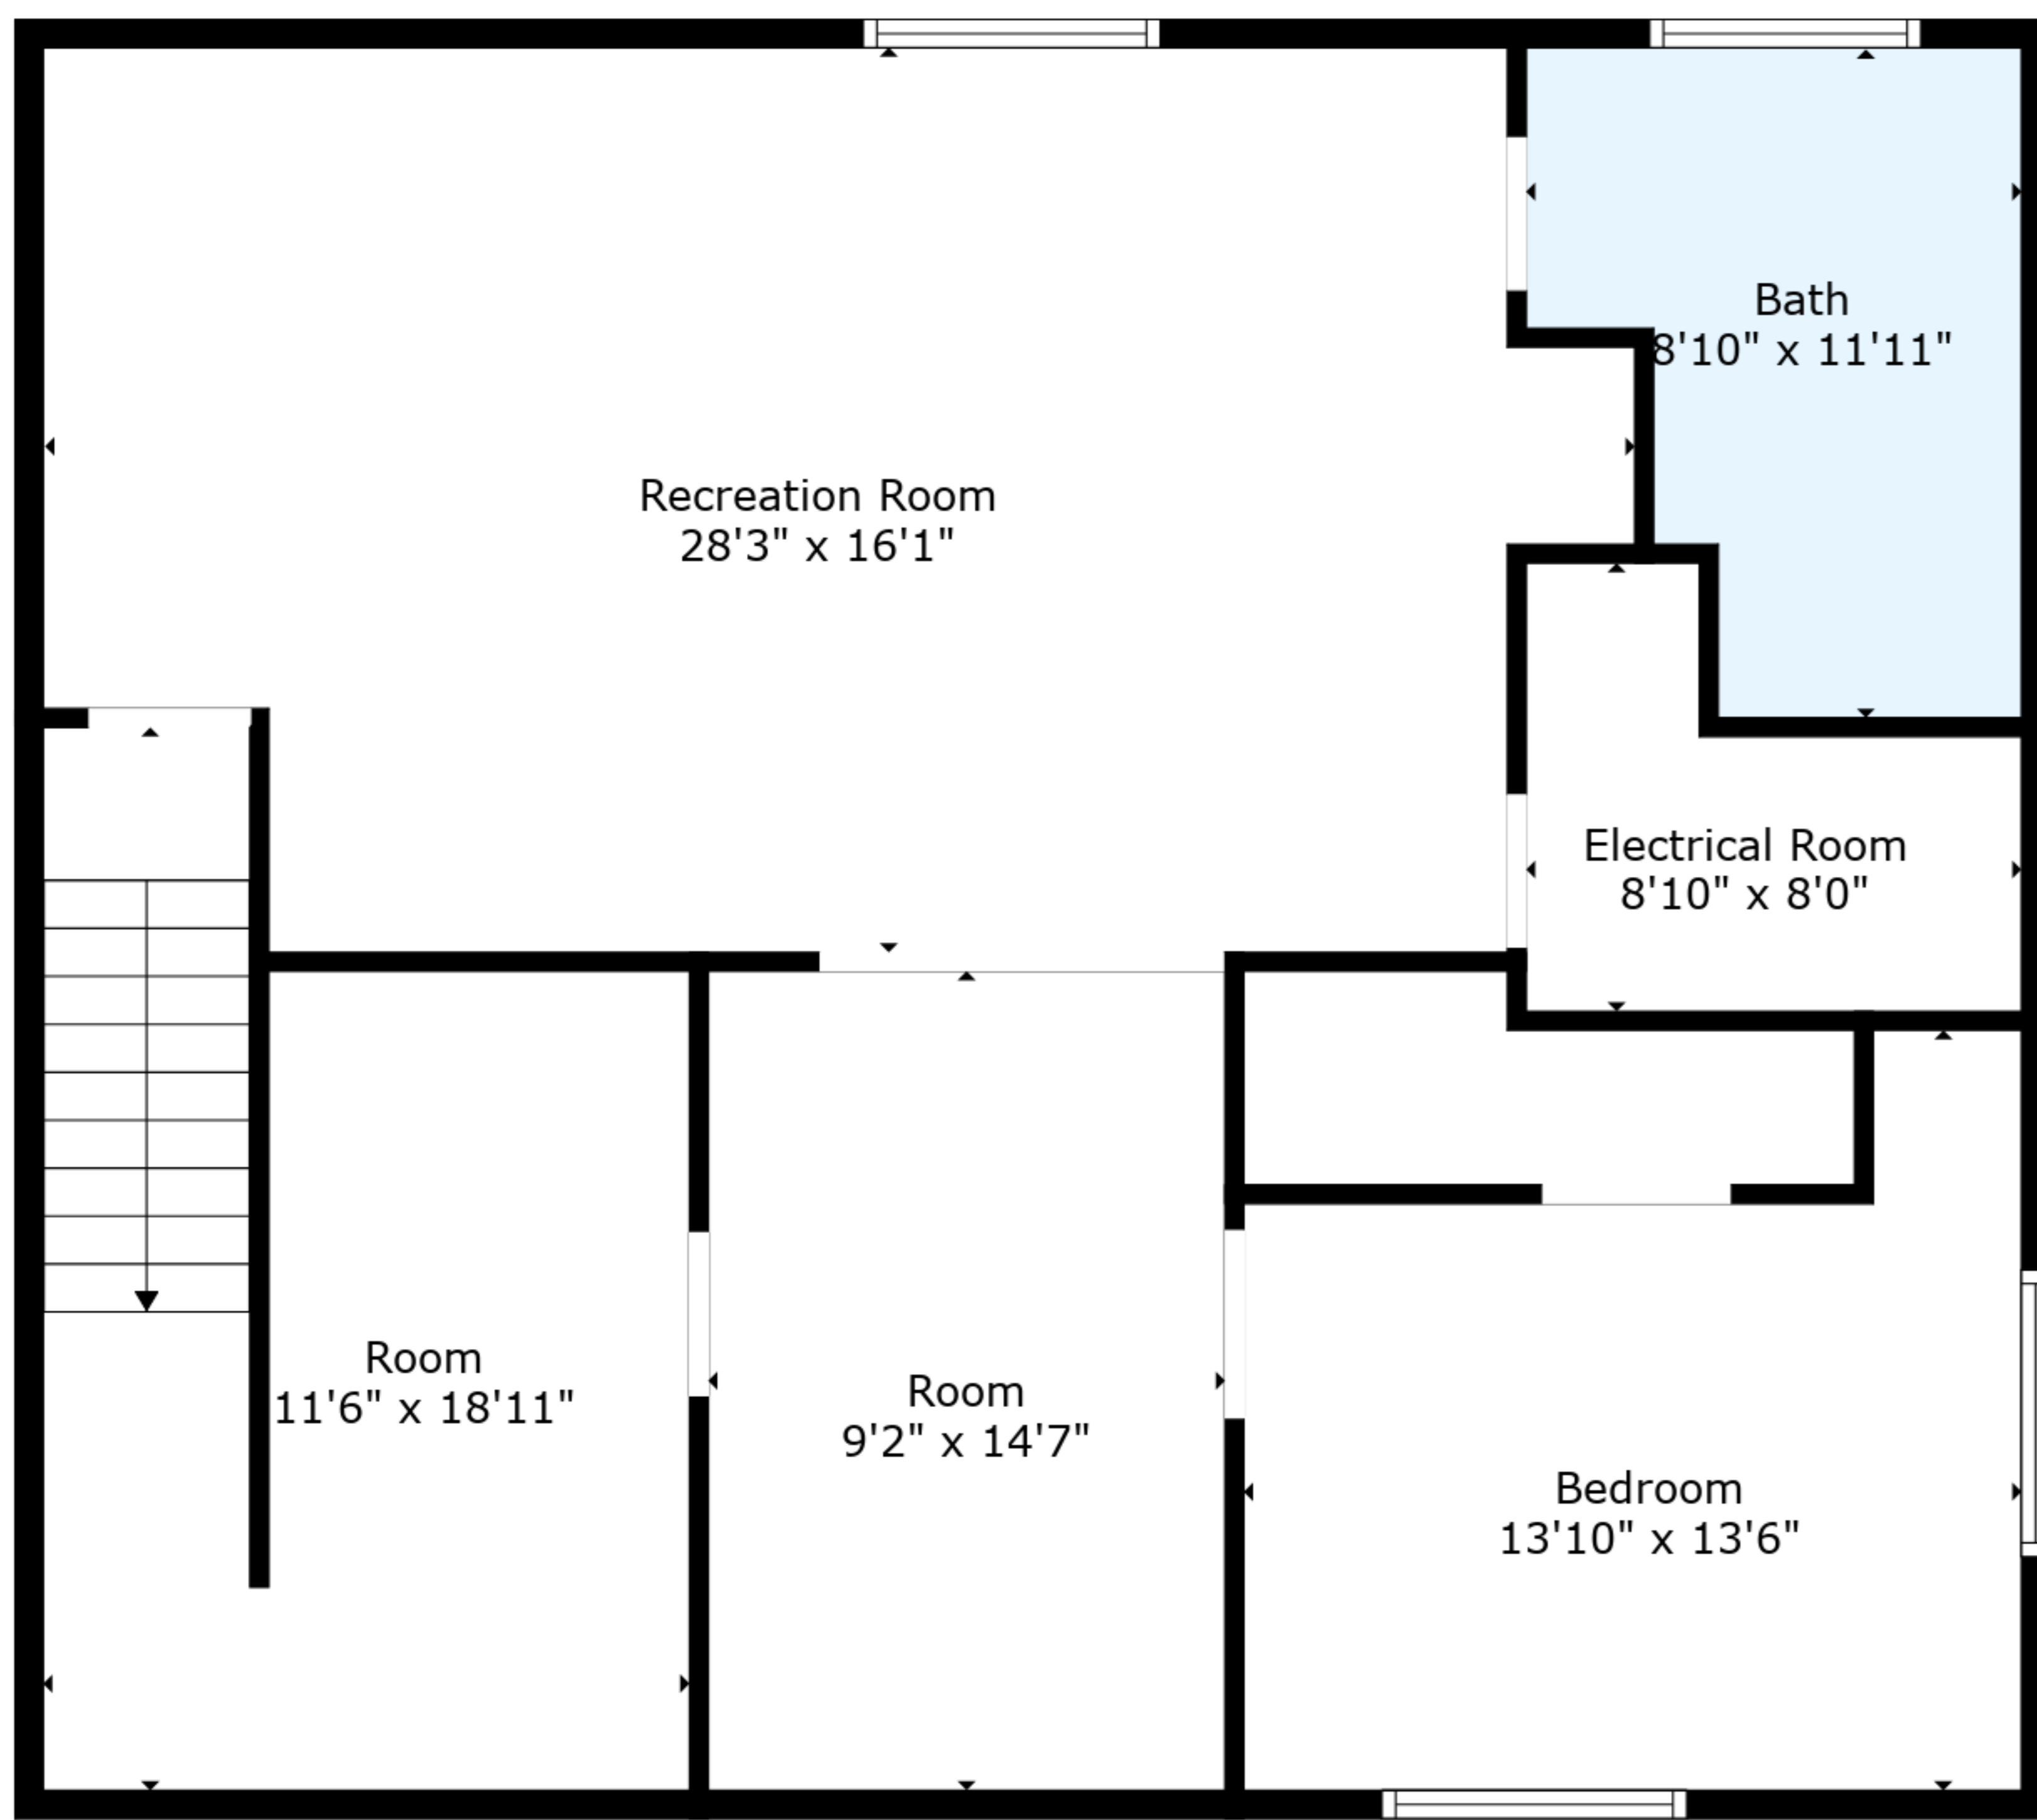 Bath
8'10" x 11'11"
Recreation Room
28'3" x 16'1"
Electrical Room
8'10" x 8'0"
Room
11'6" x 18'11"
Room
9'2" x 14'7"
Bedroom
13'10" x 13'6"